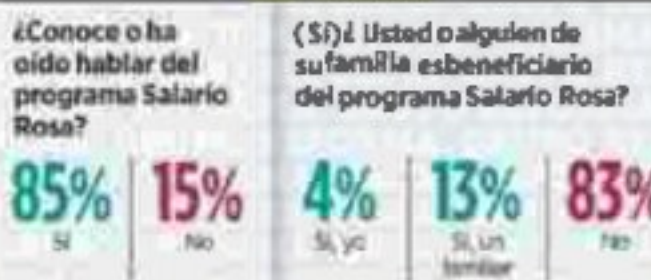 ¿Conoce o ha
oído hablar del
programa Salario
Rosa?
85% 15%
Sí No
(Sí)¿ Usted o alguien de
su familia es beneficiario
del programa Salario Rosa?
4% 13% 83%
Sí, yo Sí, un No
familiar